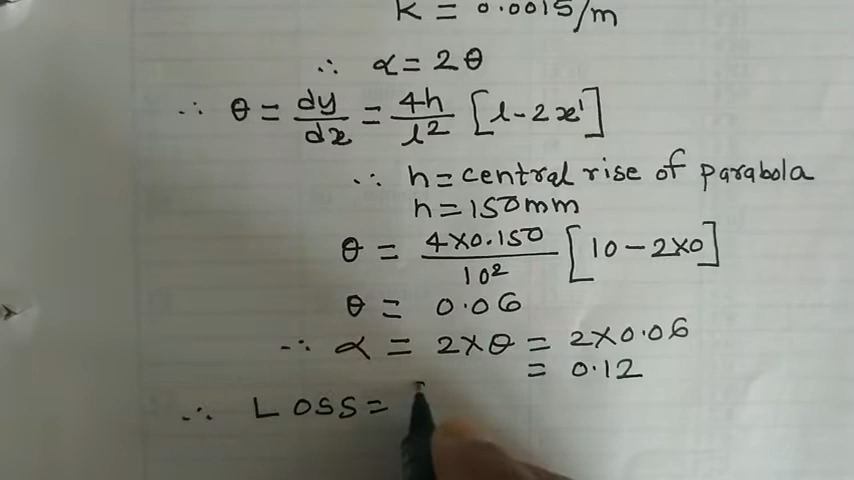 K = 0.0015/m
∴ α = 2θ
∴ θ = dy/dx = 4h/l² [l - 2x']
∴ h = central rise of parabola
h = 150mm
θ = 4×0.150/10² [10 - 2×0]
θ = 0.06
∴ α = 2×θ = 2×0.06
= 0.12
∴ Loss =